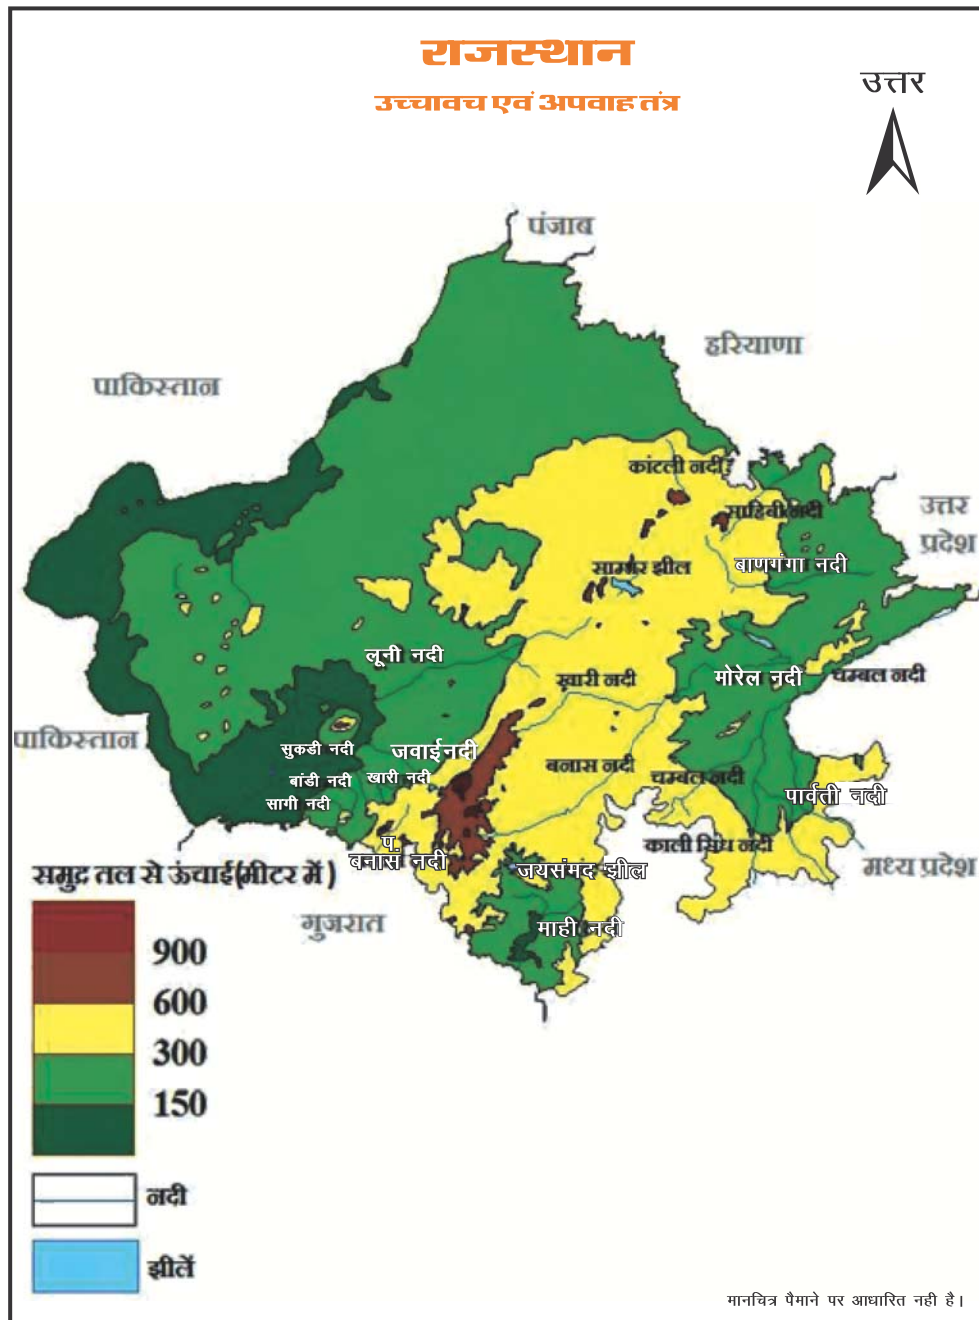 राजस्थान
उच्चावच एवं अपवाह तंत्र
उत्तर
पंजाब
हरियाणा
पाकिस्तान
कांटली नदी
साहिबी नदी
उत्तर
प्रदेश
बाणगंगा नदी
साम्भर झील
लूनी नदी
खारी नदी
मोरेल नदी
चम्बल नदी
पाकिस्तान
सुकडी नदी
जवाई नदी
बांडी नदी
खारी नदी
बनास नदी
चम्बल नदी
सागी नदी
पार्वती नदी
प.
बनास नदी
काली सिंध नदी
जयसंमद झील
मध्य प्रदेश
समुद्र तल से ऊंचाई (मीटर में )
गुजरात
माही नदी
900
600
300
150
नदी
झीलें
मानचित्र पैमाने पर आधारित नही है।